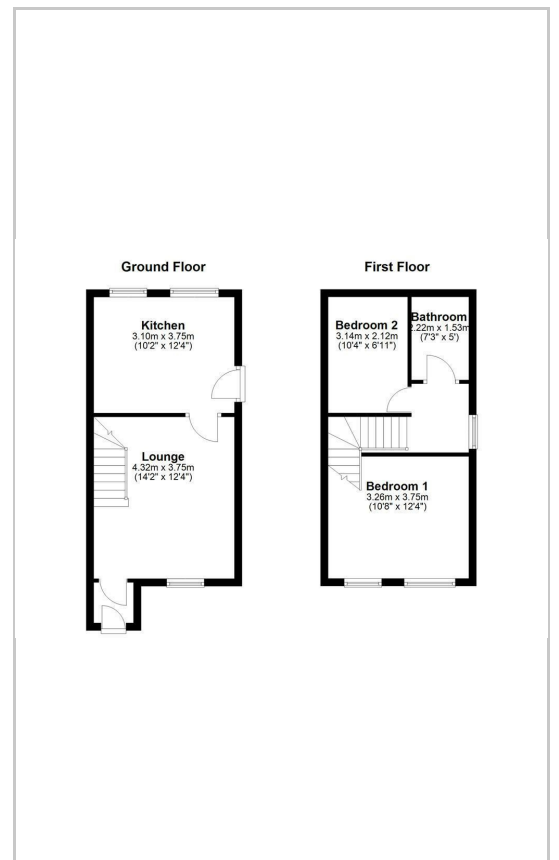 Ground Floor
Kitchen
3.10m x 3.75m
(10'2" x 12'4")
Lounge
4.32m x 3.75m
(14'2" x 12'4")
First Floor
Bedroom 2
3.14m x 2.12m
(10'4" x 6'11")
Bathroom
2.22m x 1.53m
(7'3" x 5')
Bedroom 1
3.26m x 3.75m
(10'8" x 12'4")